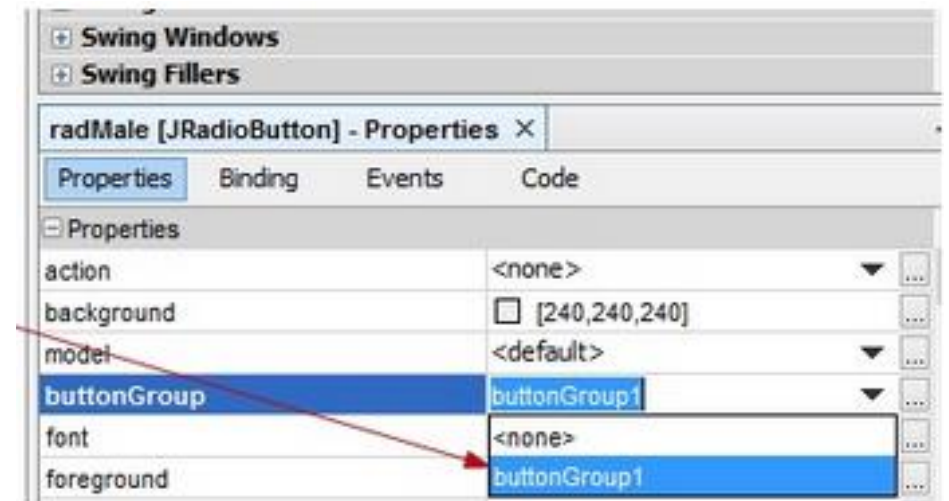 Swing Windows
Swing Fillers
radMale [JRadioButton] - Properties ×
Properties Binding Events Code
Properties
action <none> ...
background [240,240,240] ...
model <default> ...
buttonGroup buttonGroup1 ...
font <none> ...
foreground buttonGroup1 ...